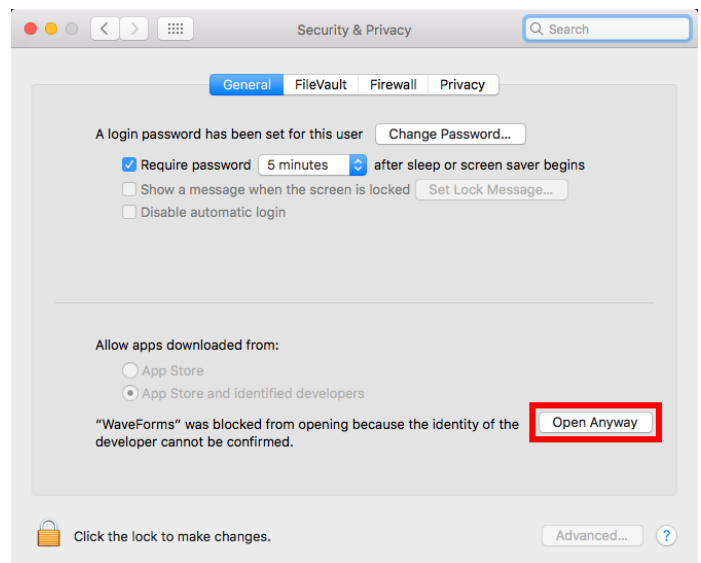 Security & Privacy
Search
General FileVault Firewall Privacy
A login password has been set for this user Change Password...
Require password 5 minutes after sleep or screen saver begins
Show a message when the screen is locked Set Lock Message...
Disable automatic login
Allow apps downloaded from:
App Store
App Store and identified developers
“WaveForms” was blocked from opening because the identity of the Open Anyway
developer cannot be confirmed.
Click the lock to make changes. Advanced... ?